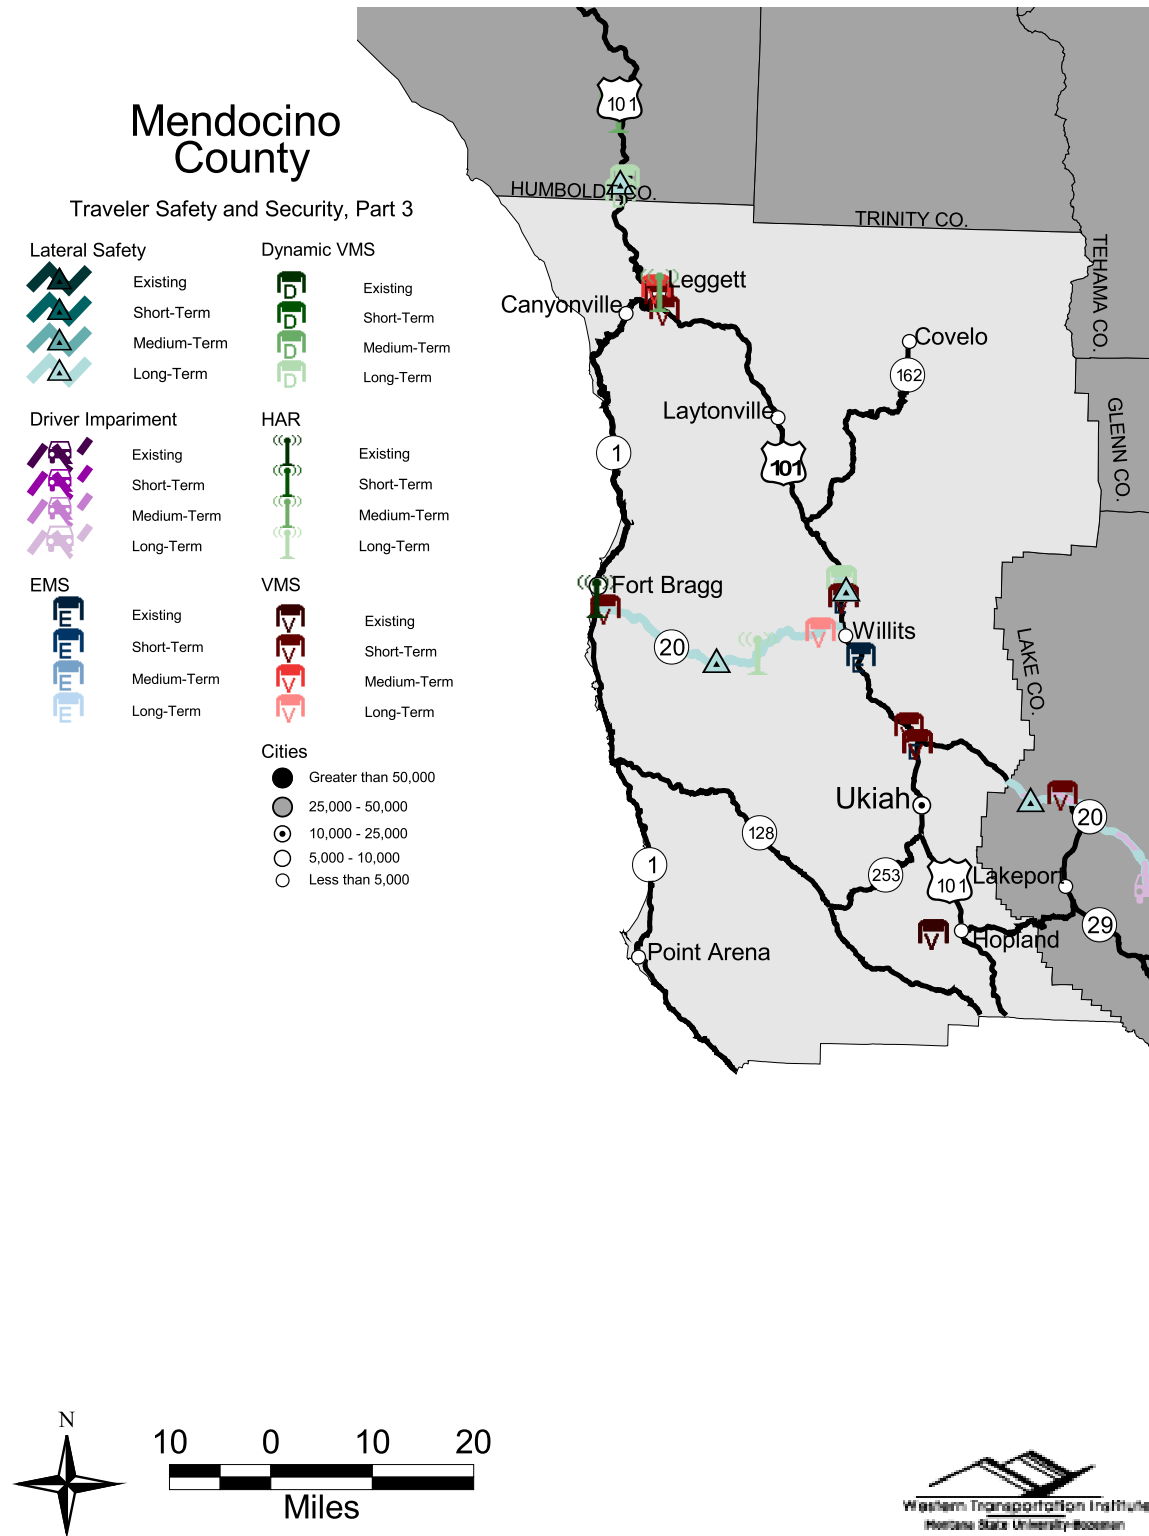 Mendocino
County
Traveler Safety and Security, Part 3
Lateral Safety
Existing
Short-Term
Medium-Term
Long-Term
Dynamic VMS
D Existing
D Short-Term
D Medium-Term
D Long-Term
Driver Impariment
Existing
Short-Term
Medium-Term
Long-Term
HAR
Existing
Short-Term
Medium-Term
Long-Term
EMS
E Existing
E Short-Term
E Medium-Term
E Long-Term
VMS
V Existing
V Short-Term
V Medium-Term
V Long-Term
Cities
Greater than 50,000
25,000 - 50,000
10,000 - 25,000
5,000 - 10,000
Less than 5,000
101
HUMBOLDT CO.
TRINITY CO.
TEHAMA CO.
GLENN CO.
LAKE CO.
Leggett
V
Canyonville
Covelo
162
Laytonville
101
1
Fort Bragg
V
20
V
Willits
E
V
Ukiah
V
20
128
253
1
101
Lakeport
29
V
Hopland
Point Arena
N
10 0 10 20
Miles
Western Transportation Institute
Montana State University-Bozeman